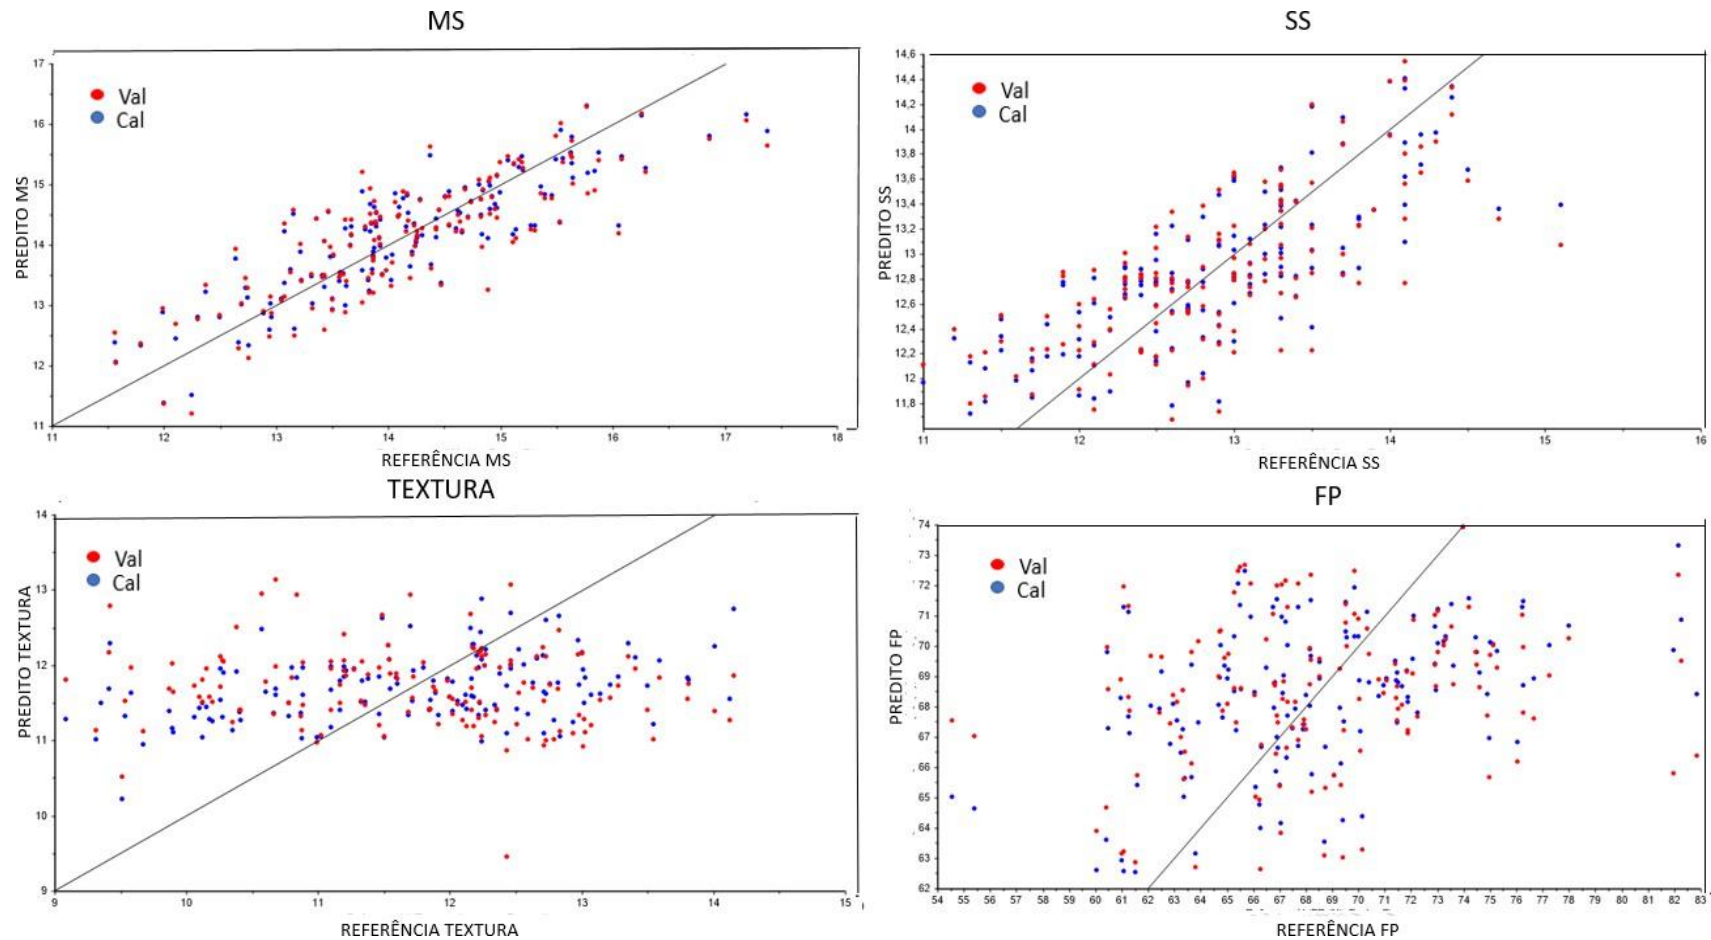 MS
17
16
15
14
13
12
11
PREDITO MS
Val
Cal
11 12 13 14 15 16 17 18
REFERÊNCIA MS
SS
14,6
14,4
14,2
14
13,8
13,6
13,4
13,2
13
12,8
12,6
12,4
12,2
12
11,8
PREDITO SS
Val
Cal
11 12 13 14 15 16
REFERÊNCIA SS
TEXTURA
14
13
12
11
10
9
PREDITO TEXTURA
Val
Cal
9 10 11 12 13 14 15
REFERÊNCIA TEXTURA
FP
74
73
72
71
70
69
68
67
66
65
64
63
62
PREDITO FP
Val
Cal
54 55 56 57 58 59 60 61 62 63 64 65 66 67 68 69 70 71 72 73 74 75 76 77 78 79 80 81 82 83
REFERÊNCIA FP